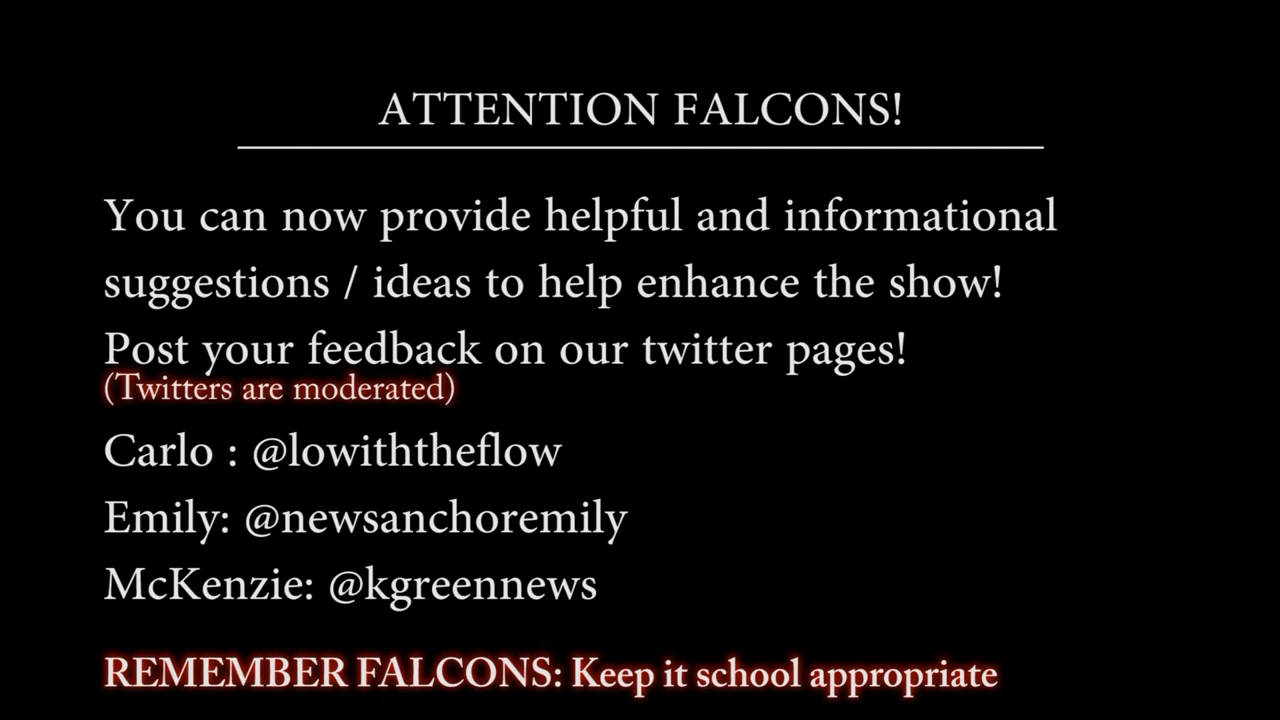 ATTENTION FALCONS!
You can now provide helpful and informational
suggestions / ideas to help enhance the show!
Post your feedback on our twitter pages!
(Twitters are moderated)
Carlo : @lowiththeflow
Emily: @newsanchoremily
McKenzie: @kgreennews
REMEMBER FALCONS: Keep it school appropriate